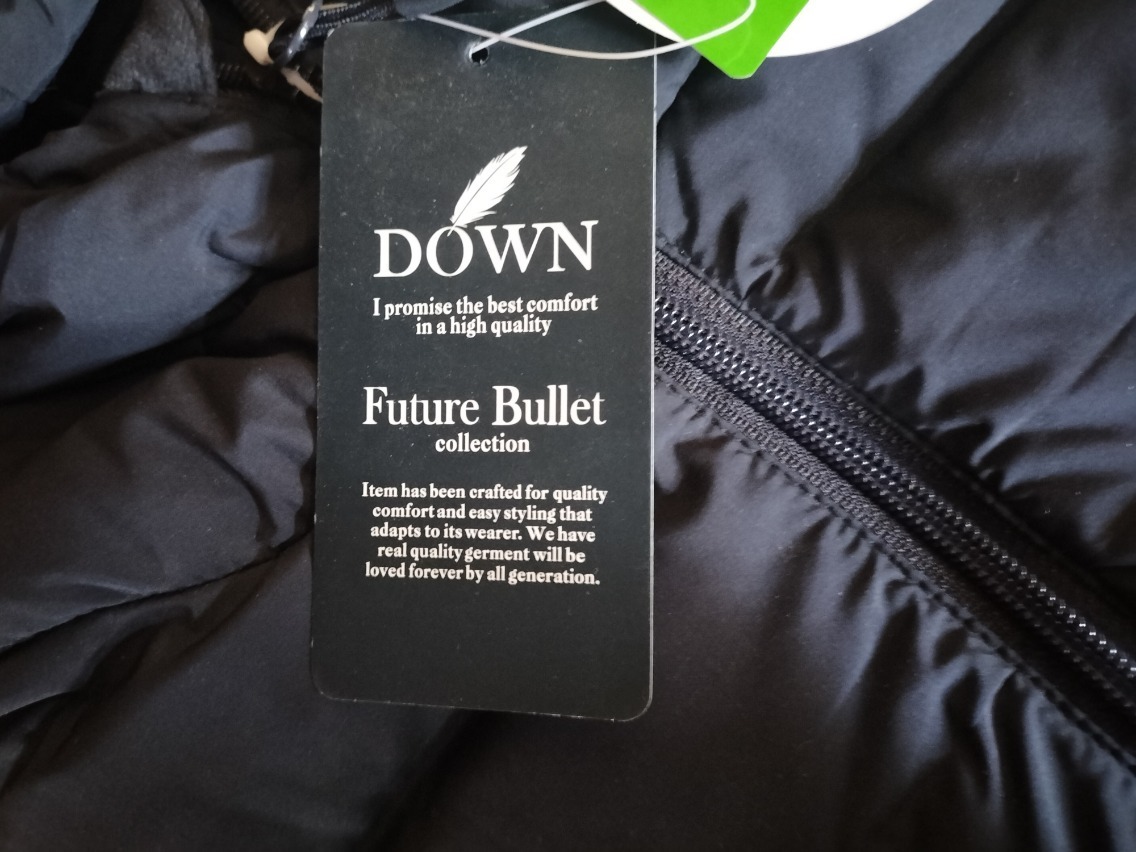 DOWN
I promise the best comfort
in a high quality
Future Bullet
collection
Item has been crafted for quality
comfort and easy styling that
adapts to its wearer. We have
real quality germent will be
loved forever by all generation.